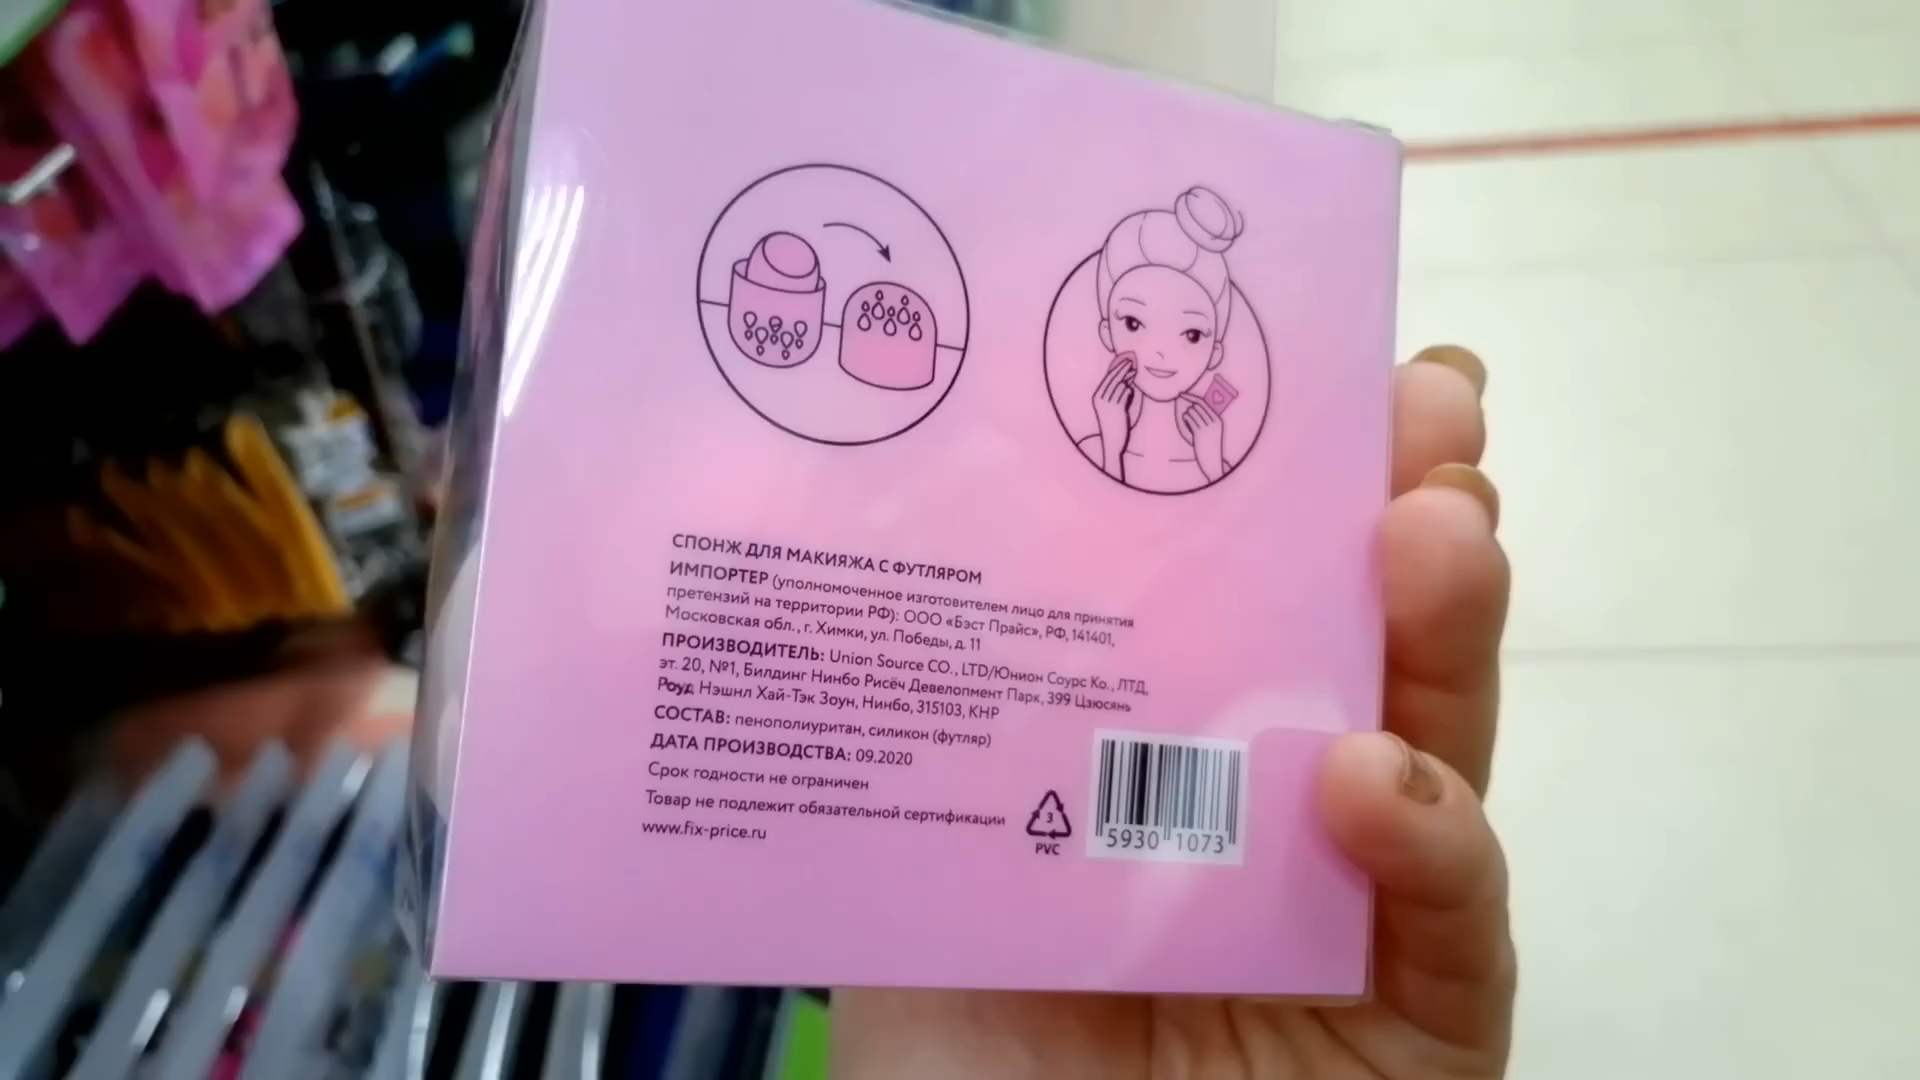 СПОНЖ ДЛЯ МАКИЯЖА С ФУТЛЯРОМ
ИМПОРТЕР (уполномоченное изготовителем лицо для принятия
претензий на территории РФ): ООО «Бэст Прайс», РФ, 141401,
Московская обл., г. Химки, ул. Победы, д. 11
ПРОИЗВОДИТЕЛЬ: Union Source CO., LTD/Юнион Соурс Ко., ЛТД,
эт. 20, №1, Билдинг Нинбо Рисёч Девелопмент Парк, 399 Цзюсянь
Роуд Нэшнл Хай-Тэк Зоун, Нинбо, 315103, КНР
СОСТАВ: пенополиуритан, силикон (футляр)
ДАТА ПРОИЗВОДСТВА: 09.2020
Срок годности не ограничен
Товар не подлежит обязательной сертификации
www.fix-price.ru
3
PVC
5930 1073